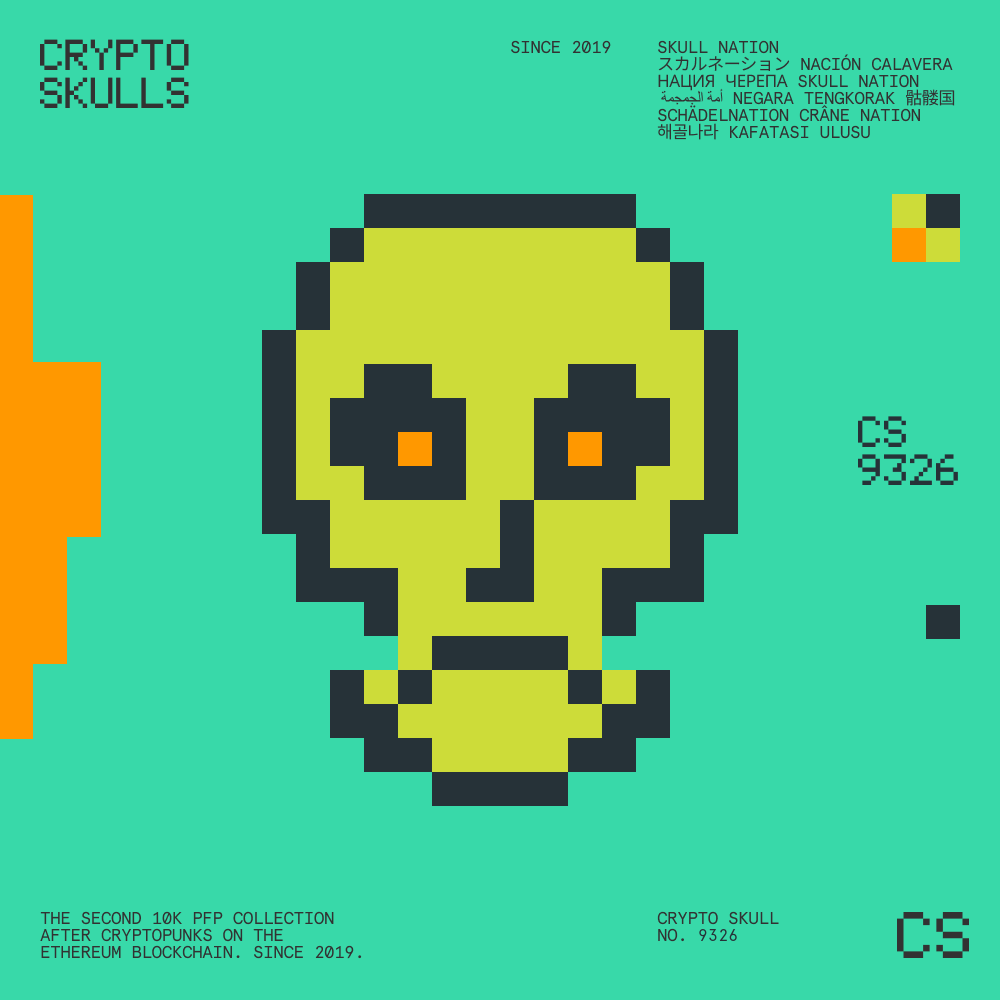 CRYPTO
SKULLS
SINCE 2019
SKULL NATION
スカルネーション NACIÓN CALAVERA
НАЦИЯ ЧЕРЕПА SKULL NATION
أمة الجمجمة NEGARA TENGKORAK 骷髅国
SCHÄDELNATION CRÂNE NATION
해골나라 KAFATASI ULUSU
CS
9326
THE SECOND 10K PFP COLLECTION
AFTER CRYPTOPUNKS ON THE
ETHEREUM BLOCKCHAIN. SINCE 2019.
CRYPTO SKULL
NO. 9326
CS